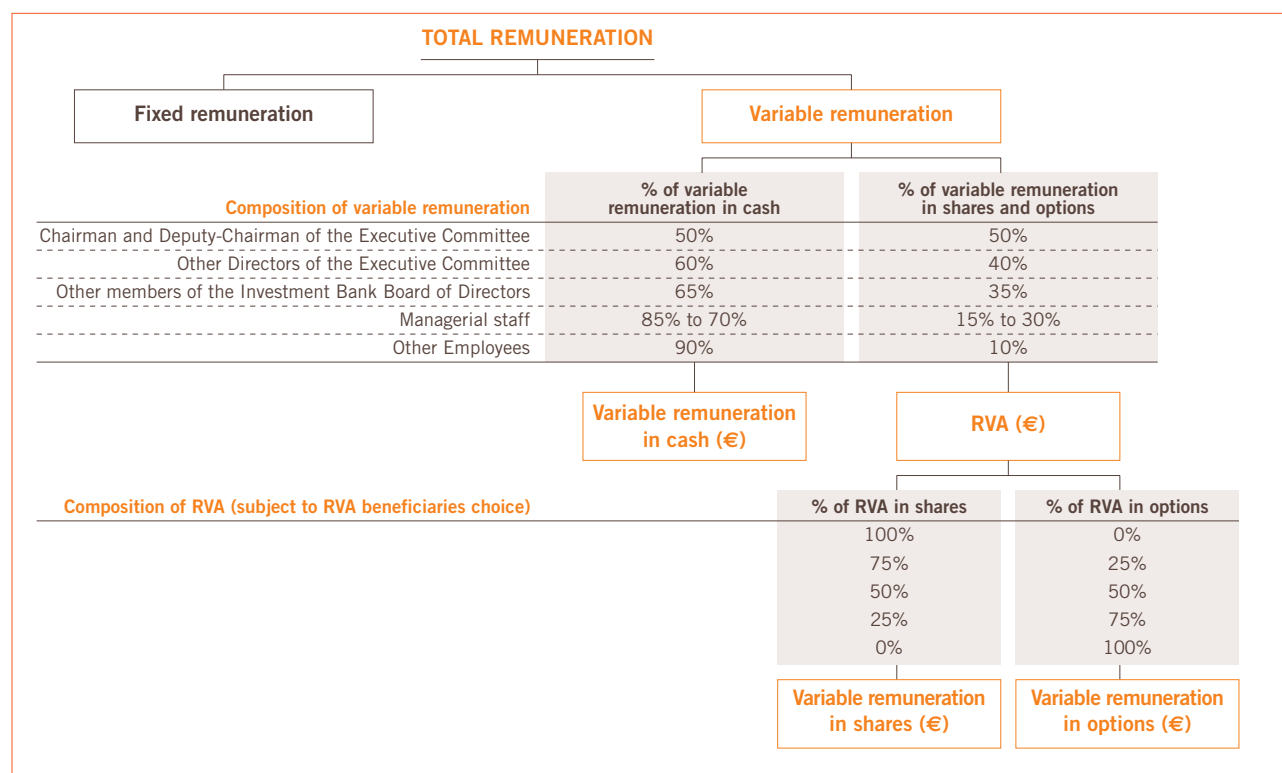 TOTAL REMUNERATION
Fixed remuneration
Variable remuneration
Composition of variable remuneration
% of variable
remuneration in cash
% of variable remuneration
in shares and options
Chairman and Deputy-Chairman of the Executive Committee 50% 50%
Other Directors of the Executive Committee 60% 40%
Other members of the Investment Bank Board of Directors 65% 35%
Managerial staff 85% to 70% 15% to 30%
Other Employees 90% 10%
Variable remuneration
in cash (€)
RVA (€)
Composition of RVA (subject to RVA beneficiaries choice) % of RVA in shares % of RVA in options
100% 0%
75% 25%
50% 50%
25% 75%
0% 100%
Variable remuneration
in shares (€)
Variable remuneration
in options (€)